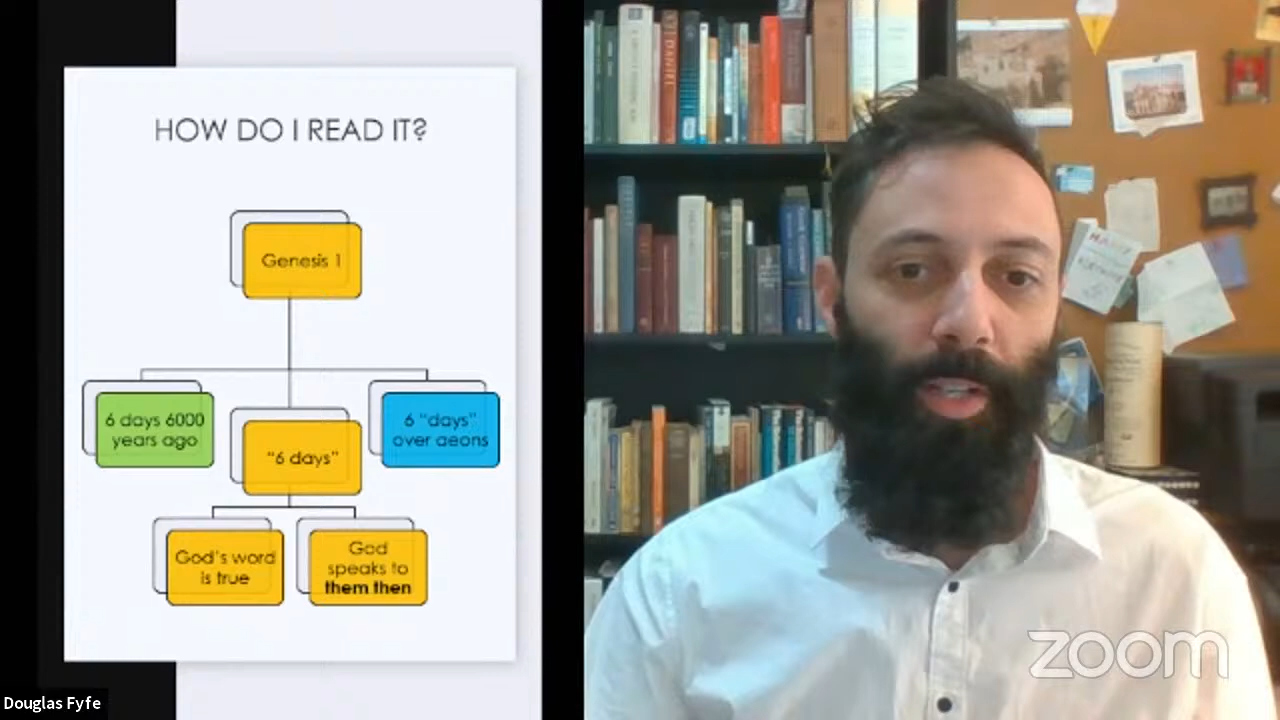 HOW DO I READ IT?
Genesis 1
6 days 6000
years ago
"6 days"
6 "days"
over aeons
God's word
is true
God
speaks to
them then
zoom
Douglas Fyfe